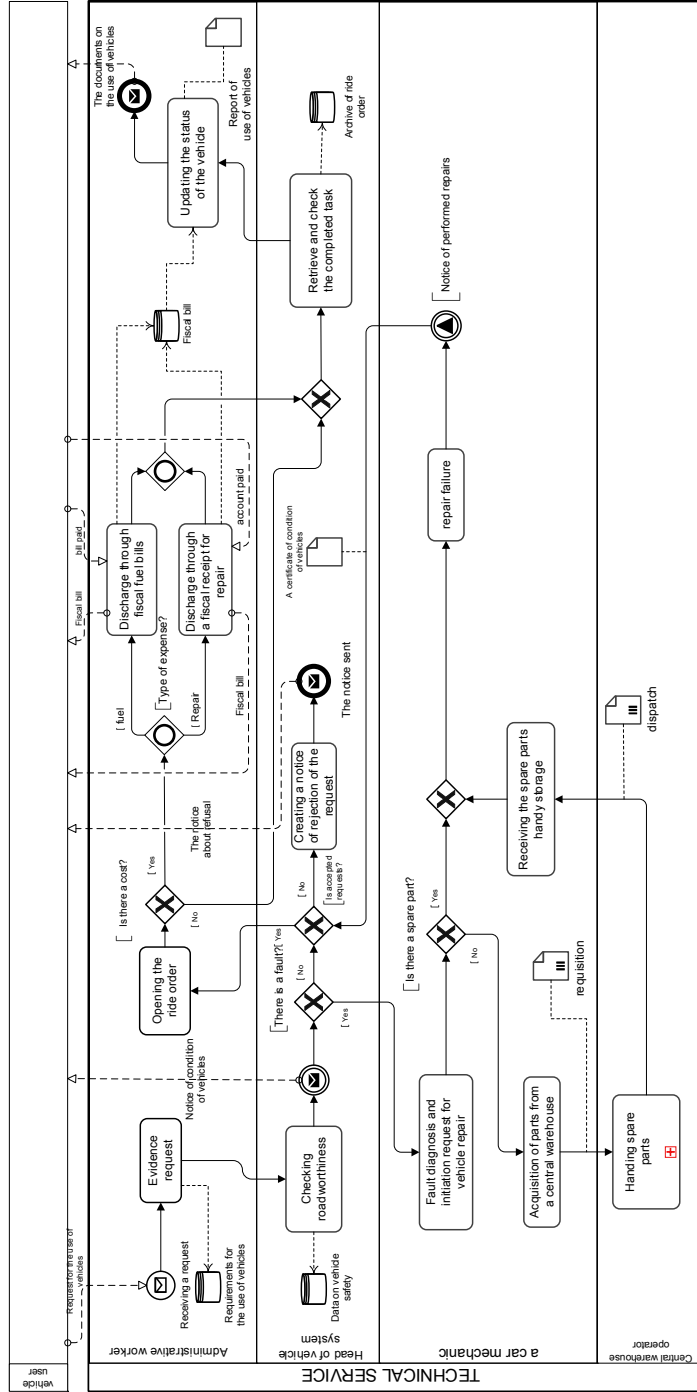 vehicle
user
TECHNICAL SERVICE
Administrative worker
Head of vehicle
system
a car mechanic
Central warehouse
operator
Request for the use of
vehicles
Receiving a request
Evidence
request
Requirements for
the use of vehicles
Notice of condition
of vehicles
Opening the
ride order
[ Is there a cost?
[ Yes
[ No
The notice
about refusal
[ Type of expense?
[ fuel
[ Repair
Discharge through
fiscal fuel bills
Discharge through
a fiscal receipt for
repair
Fiscal bill
bill paid
Fiscal bill
account paid
Fiscal bill
Updating the status
of the vehicle
The documents on
the use of vehicles
Report of
use of vehicles
Checking
roadworthiness
Data on vehicle
safety
[ There is a fault?
[ Yes
[ No
[ Yes
[ No
[ Is accepted
requests?
Creating a notice
of rejection of the
request
The notice sent
A certificate of condition
of vehicles
Retrieve and check
the completed task
Archive of ride
order
Fault diagnosis and
initiation request for
vehicle repair
[ Is there a spare part?
[ Yes
[ No
Acquisition of parts from
a central warehouse
requisition
Receiving the spare parts
handy storage
repair failure
[ Notice of performed repairs
Handing spare
parts
dispatch